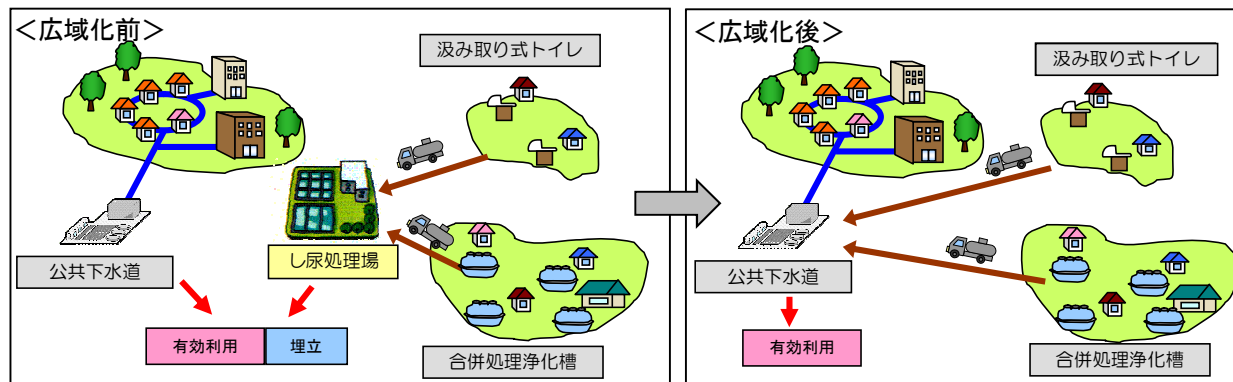 ＜広域化前＞
汲み取り式トイレ
公共下水道
し尿処理場
有効利用
埋立
合併処理浄化槽
＜広域化後＞
汲み取り式トイレ
公共下水道
有効利用
合併処理浄化槽